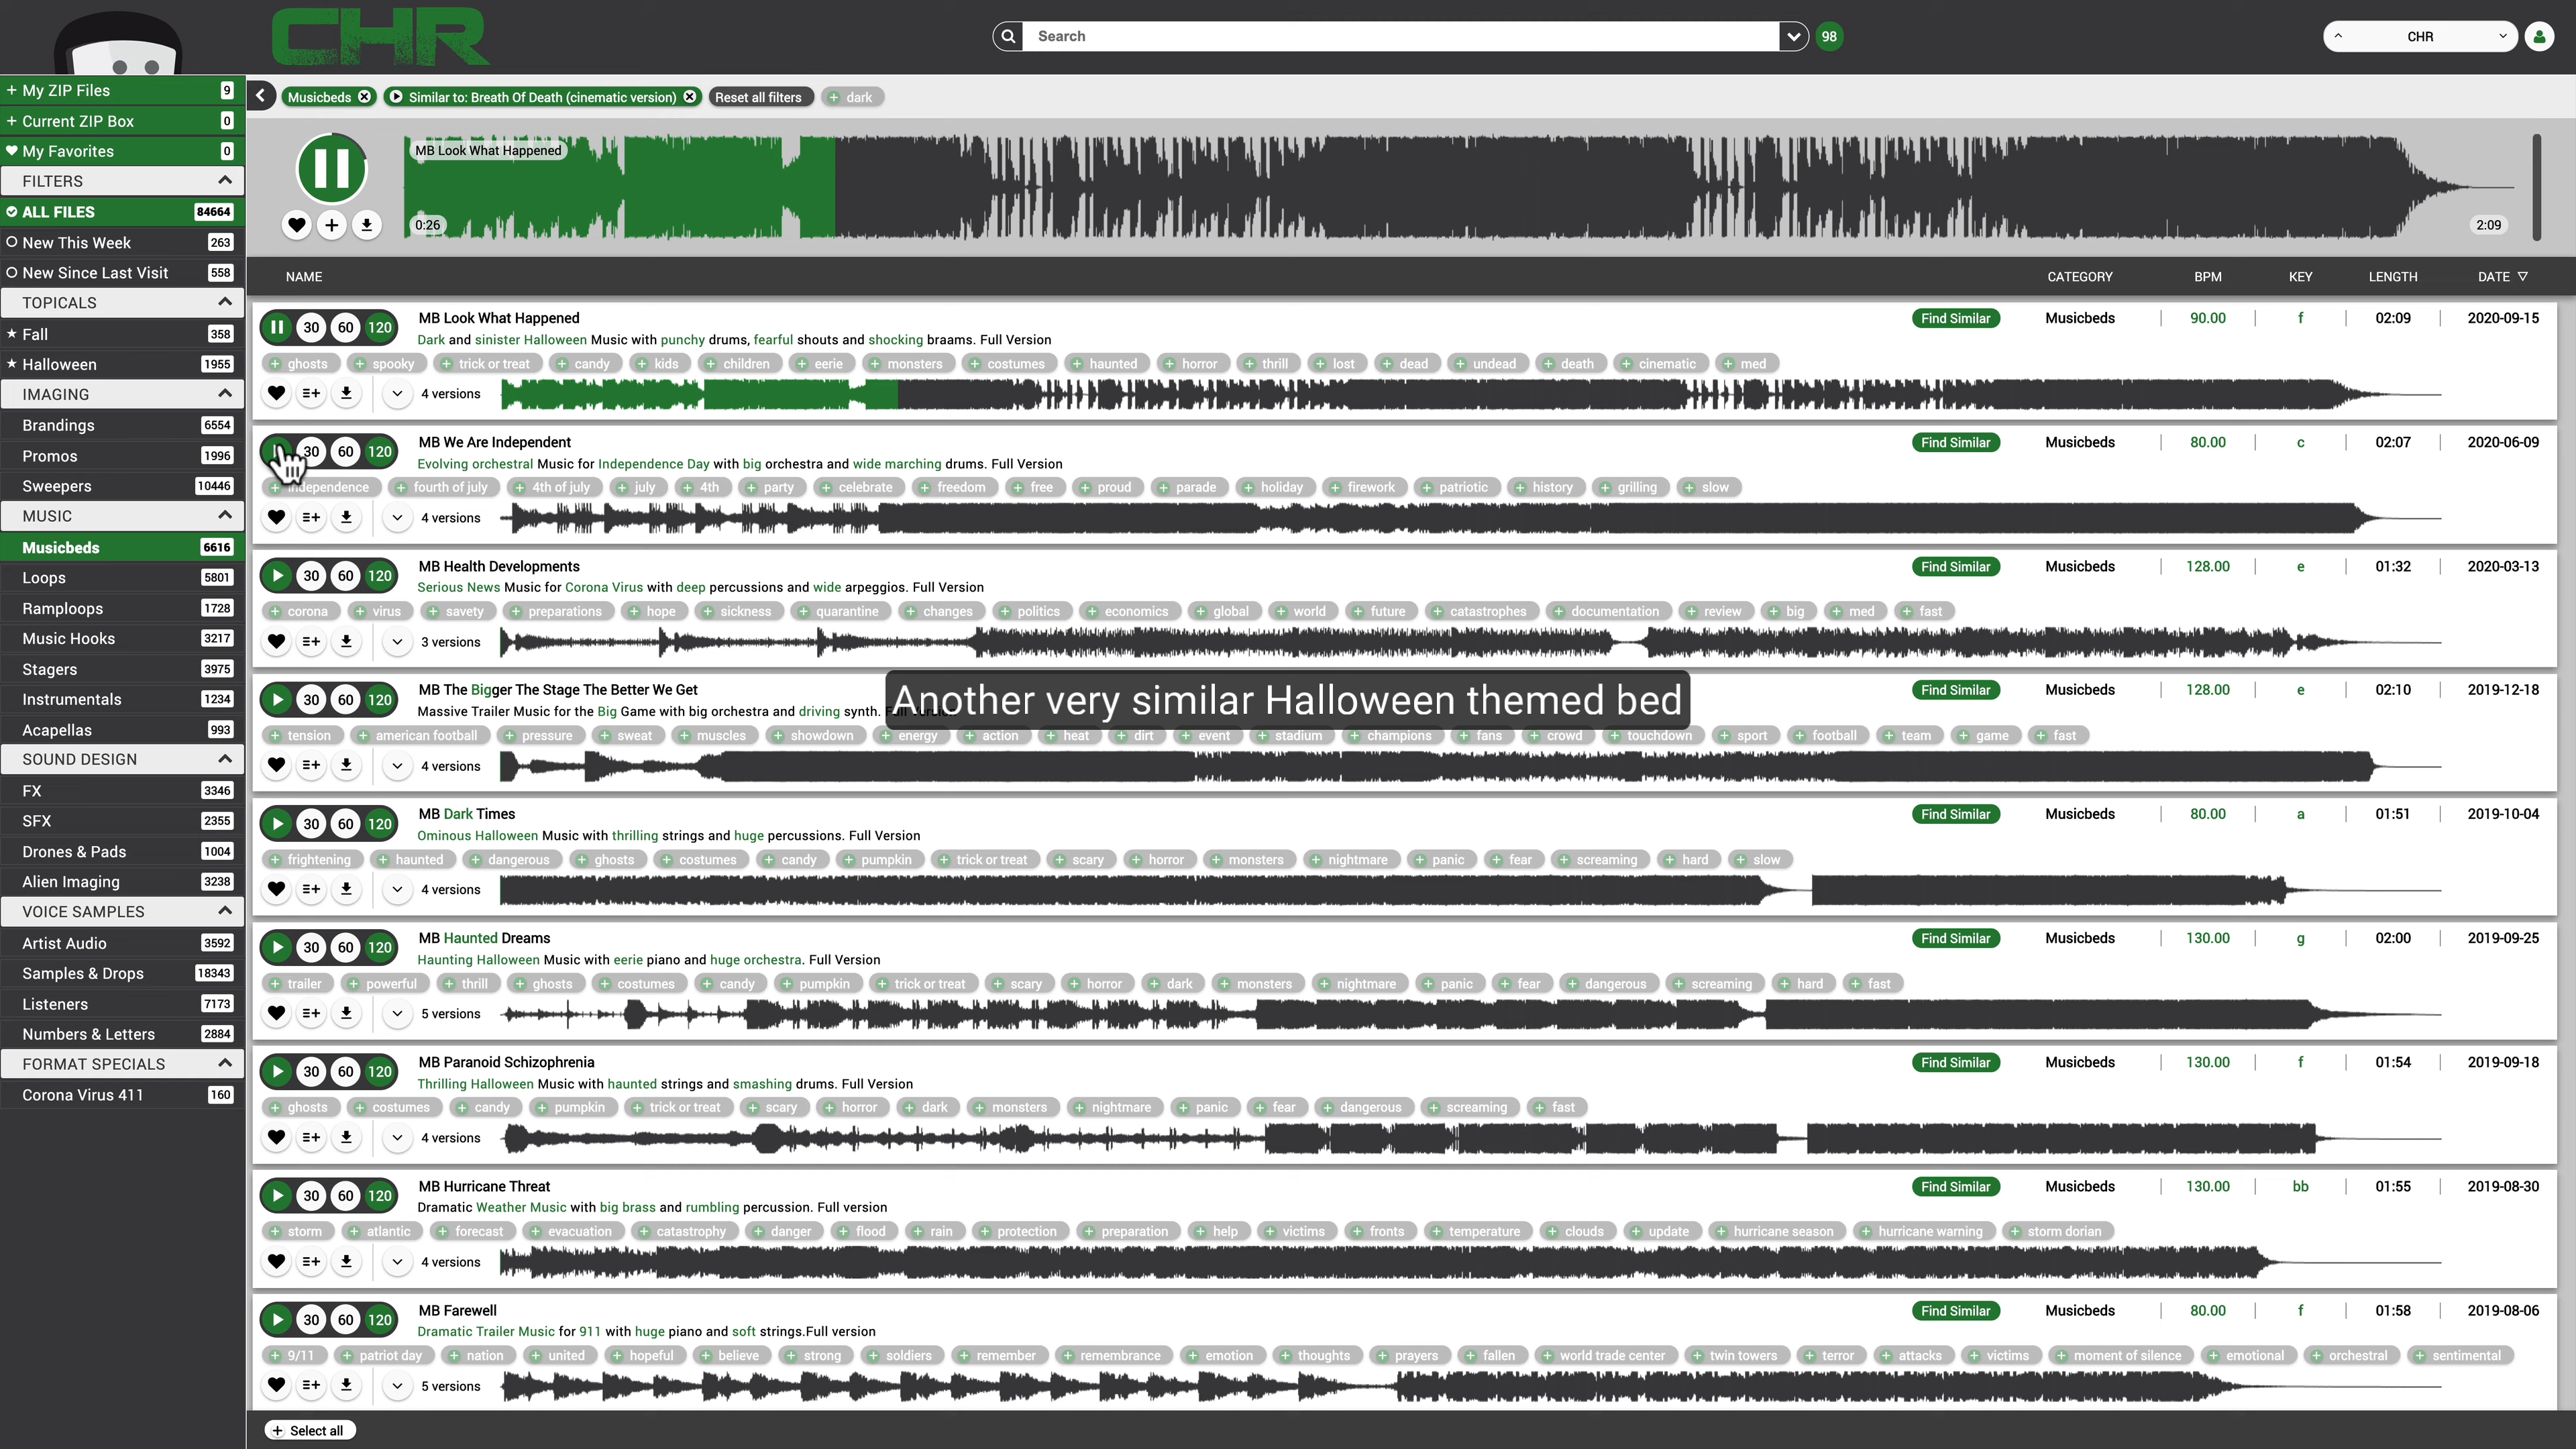 CHR
Search
98
CHR
My ZIP Files 9
Current ZIP Box 0
My Favorites 0
FILTERS
ALL FILES 84664
New This Week 263
New Since Last Visit 558
TOPICALS
Fall 358
Halloween 1955
IMAGING
Brandings 6554
Promos 1996
Sweepers 10446
MUSIC
Musicbeds 6616
Loops 5801
Ramploops 1728
Music Hooks 3217
Stagers 3975
Instrumentals 1234
Acapellas 993
SOUND DESIGN
FX 3346
SFX 2355
Drones & Pads 1004
Alien Imaging 3238
VOICE SAMPLES
Artist Audio 3592
Samples & Drops 18343
Listeners 7173
Numbers & Letters 2884
FORMAT SPECIALS
Corona Virus 411 160
Musicbeds Similar to: Breath Of Death (cinematic version) Reset all filters dark
MB Look What Happened
0:26 2:09
NAME CATEGORY BPM KEY LENGTH DATE
30 60 120 MB Look What Happened Find Similar Musicbeds 90.00 f 02:09 2020-09-15
Dark and sinister Halloween Music with punchy drums, fearful shouts and shocking braams. Full Version
ghosts spooky trick or treat candy kids children eerie monsters costumes haunted horror thrill lost dead undead death cinematic med
4 versions
30 60 120 MB We Are Independent Find Similar Musicbeds 80.00 c 02:07 2020-06-09
Evolving orchestral Music for Independence Day with big orchestra and wide marching drums. Full Version
independence fourth of july 4th of july july 4th party celebrate freedom free proud parade holiday firework patriotic history grilling slow
4 versions
30 60 120 MB Health Developments Find Similar Musicbeds 128.00 e 01:32 2020-03-13
Serious News Music for Corona Virus with deep percussions and wide arpeggios. Full Version
corona virus savety preparations hope sickness quarantine changes politics economics global world future catastrophes documentation review big med fast
3 versions
30 60 120 MB The Bigger The Stage The Better We Get Find Similar Musicbeds 128.00 e 02:10 2019-12-18
Another very similar Halloween themed bed
Massive Trailer Music for the Big Game with big orchestra and driving synth. Full Version
tension american football pressure sweat muscles showdown energy action heat dirt event stadium champions fans crowd touchdown sport football team game fast
4 versions
30 60 120 MB Dark Times Find Similar Musicbeds 80.00 a 01:51 2019-10-04
Ominous Halloween Music with thrilling strings and huge percussions. Full Version
frightening haunted dangerous ghosts costumes candy pumpkin trick or treat scary horror monsters nightmare panic fear screaming hard slow
4 versions
30 60 120 MB Haunted Dreams Find Similar Musicbeds 130.00 g 02:00 2019-09-25
Haunting Halloween Music with eerie piano and huge orchestra. Full Version
trailer powerful thrill ghosts costumes candy pumpkin trick or treat scary horror dark monsters nightmare panic fear dangerous screaming hard fast
5 versions
30 60 120 MB Paranoid Schizophrenia Find Similar Musicbeds 130.00 f 01:54 2019-09-18
Thrilling Halloween Music with haunted strings and smashing drums. Full Version
ghosts costumes candy pumpkin trick or treat scary horror dark monsters nightmare panic fear dangerous screaming fast
4 versions
30 60 120 MB Hurricane Threat Find Similar Musicbeds 130.00 bb 01:55 2019-08-30
Dramatic Weather Music with big brass and rumbling percussion. Full version
storm atlantic forecast evacuation catastrophy danger flood rain protection preparation help victims fronts temperature clouds update hurricane season hurricane warning storm dorian
4 versions
30 60 120 MB Farewell Find Similar Musicbeds 80.00 f 01:58 2019-08-06
Dramatic Trailer Music for 911 with huge piano and soft strings.Full version
9/11 patriot day nation united hopeful believe strong soldiers remember remembrance emotion thoughts prayers fallen world trade center twin towers terror attacks victims moment of silence emotional orchestral sentimental
5 versions
Select all